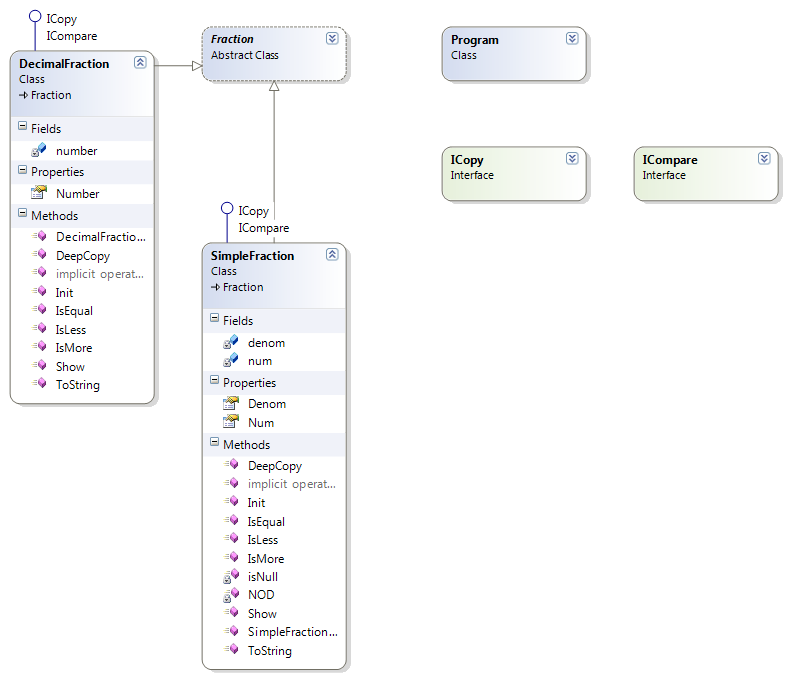 ICopy
ICompare
DecimalFraction
Class
Fraction
Fields
number
Properties
Number
Methods
DecimalFractio...
DeepCopy
implicit operat...
Init
IsEqual
IsLess
IsMore
Show
ToString
Fraction
Abstract Class
ICopy
ICompare
SimpleFraction
Class
Fraction
Fields
denom
num
Properties
Denom
Num
Methods
DeepCopy
implicit operat...
Init
IsEqual
IsLess
IsMore
isNull
NOD
Show
SimpleFraction...
ToString
Program
Class
ICopy
Interface
ICompare
Interface